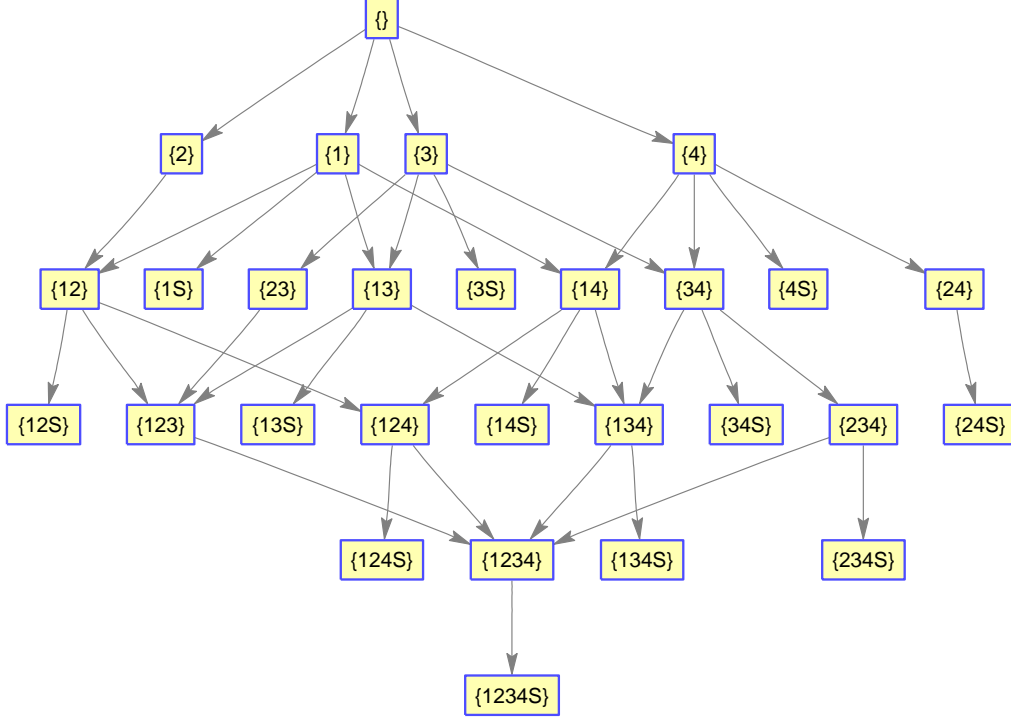 {}
{2} {1} {3} {4}
{12} {1S} {23} {13} {3S} {14} {34} {4S} {24}
{12S} {123} {13S} {124} {14S} {134} {34S} {234} {24S}
{124S} {1234} {134S} {234S}
{1234S}